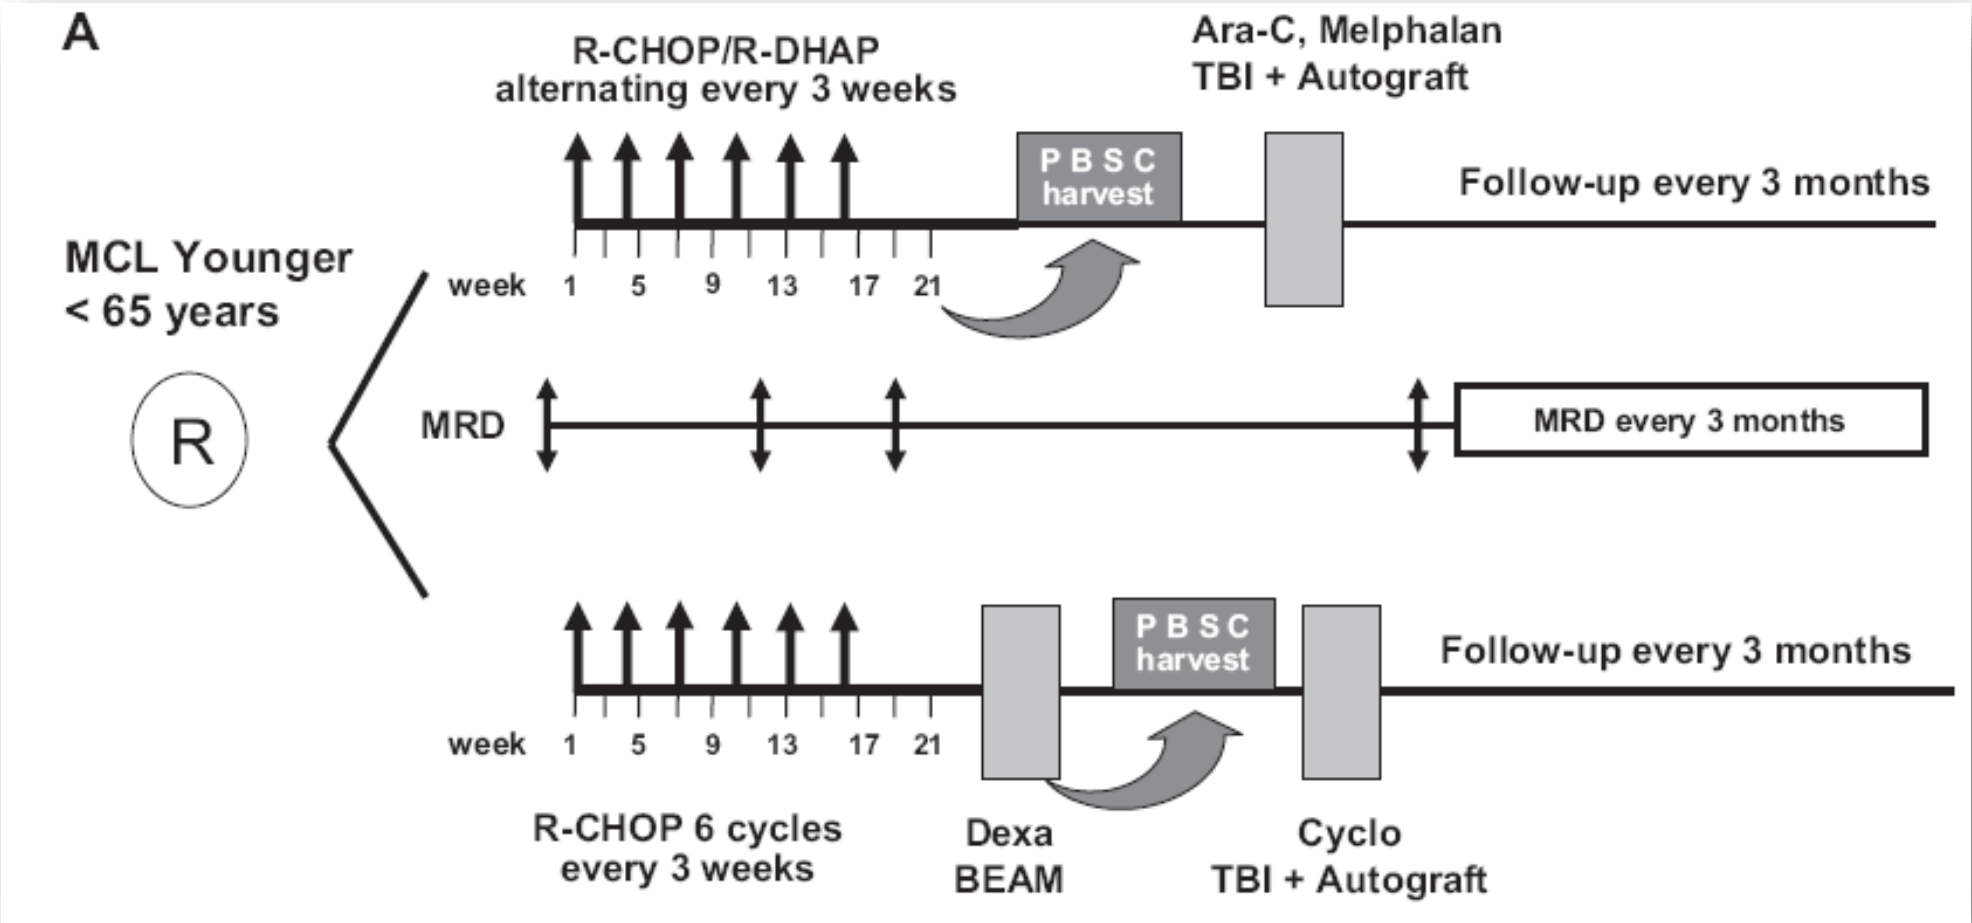 A
R-CHOP/R-DHAP
alternating every 3 weeks
Ara-C, Melphalan
TBI + Autograft
P B S C
harvest
Follow-up every 3 months
MCL Younger
< 65 years
week 1 5 9 13 17 21
R
MRD
MRD every 3 months
P B S C
harvest
Follow-up every 3 months
week 1 5 9 13 17 21
R-CHOP 6 cycles
every 3 weeks
Dexa
BEAM
Cyclo
TBI + Autograft